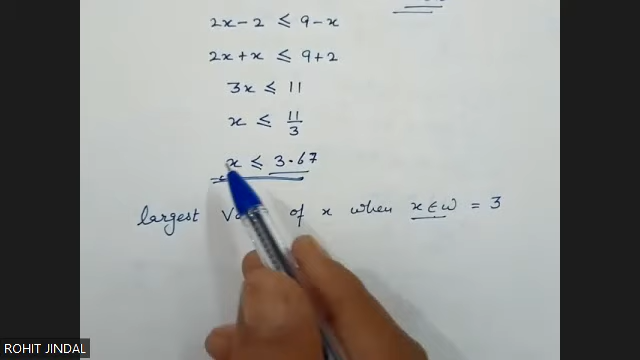 2x - 2 ≤ 9 - x
2x + x ≤ 9 + 2
3x ≤ 11
x ≤ 11/3
x ≤ 3.67
largest of x when x ∈ W = 3
ROHIT JINDAL